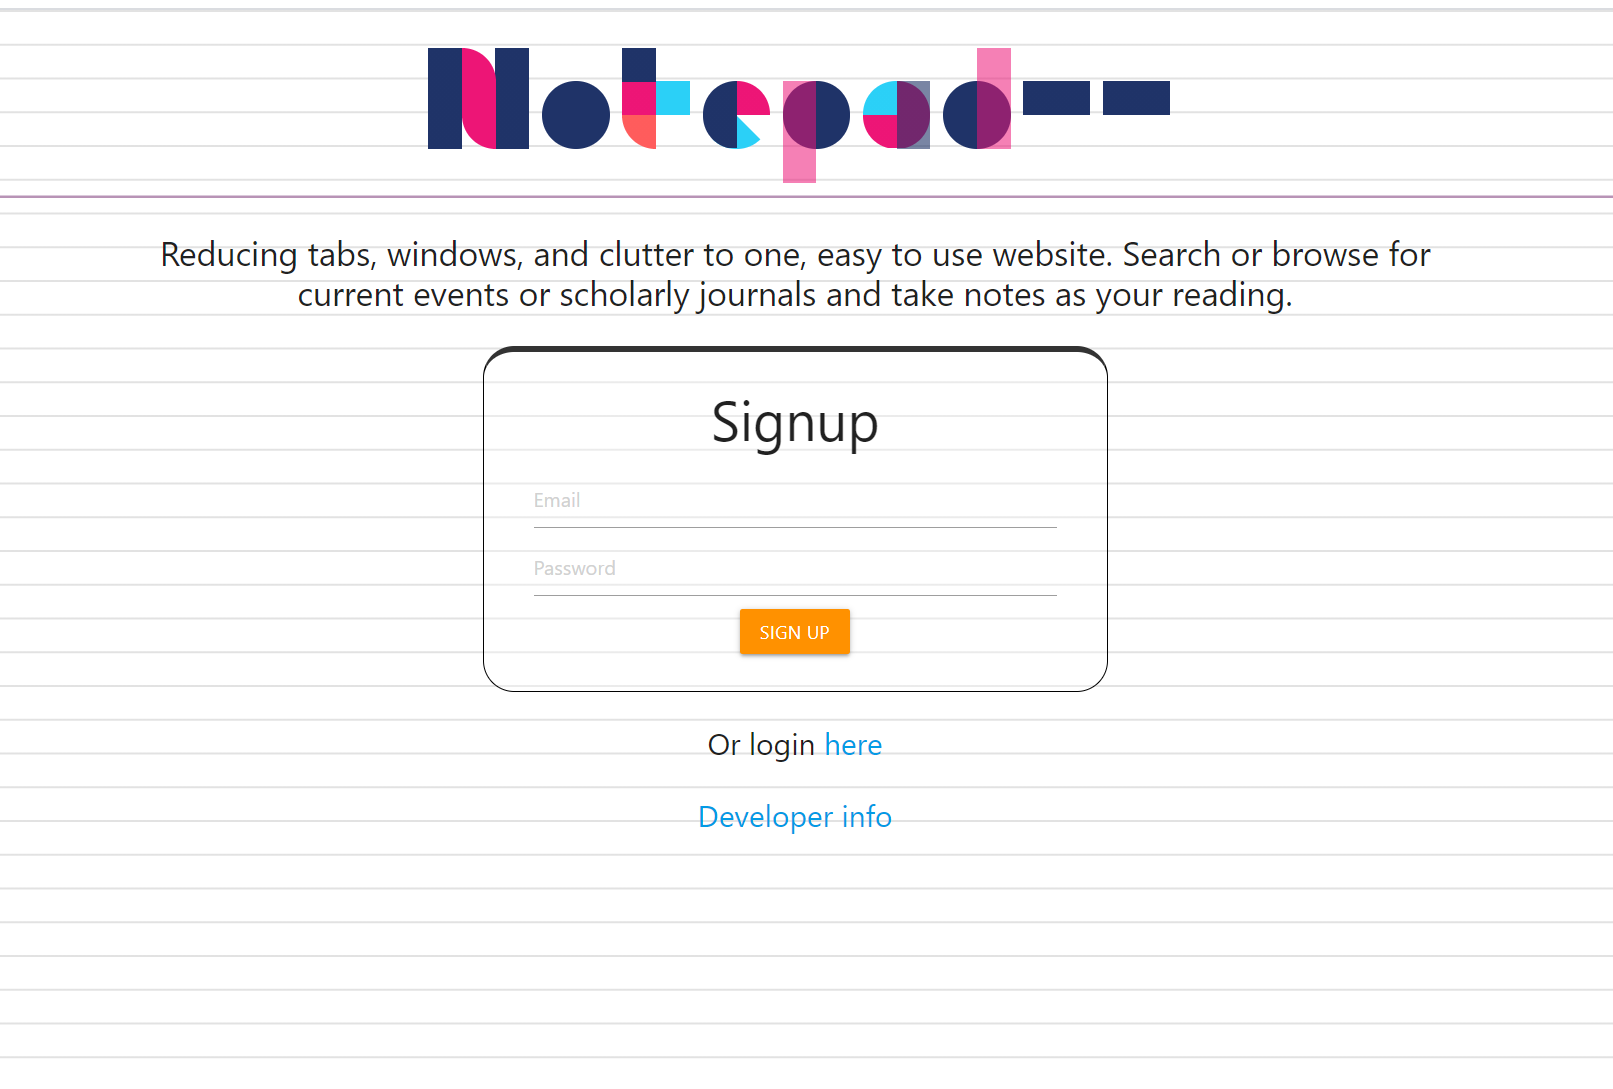 Notepad--
Reducing tabs, windows, and clutter to one, easy to use website. Search or browse for
current events or scholarly journals and take notes as your reading.
Signup
Email
Password
SIGN UP
Or login here
Developer info